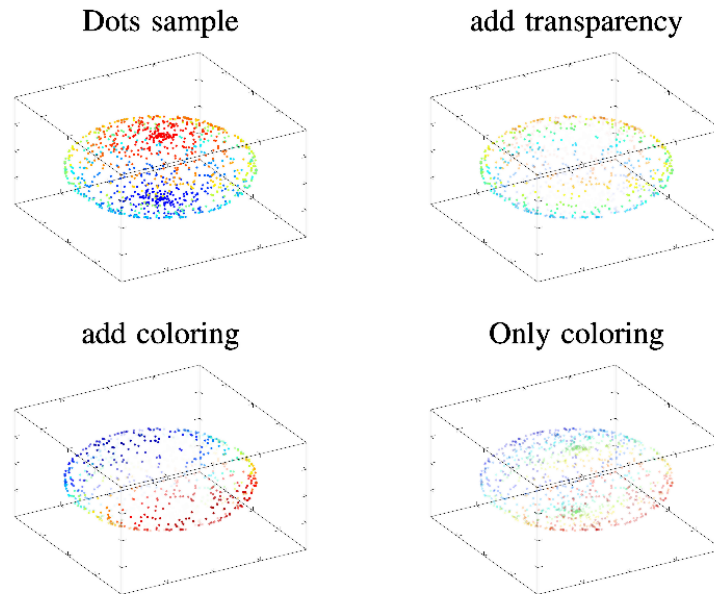 Dots sample
add transparency
add coloring
Only coloring